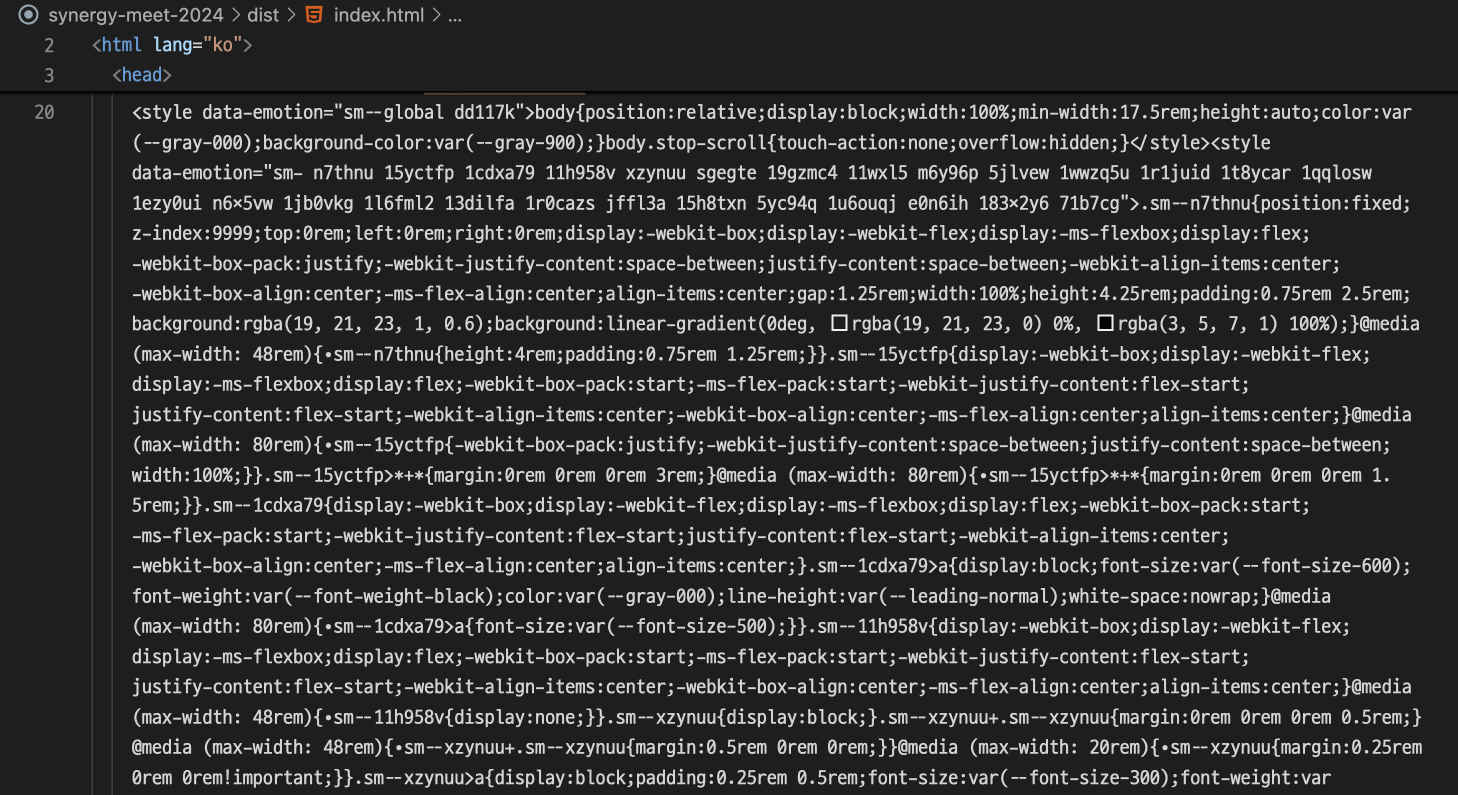 synergy-meet-2024 > dist > index.html > ...
2 <html lang="ko">
3 <head>
20 <style data-emotion="sm--global dd117k">body{position:relative;display:block;width:100%;min-width:17.5rem;height:auto;color:var
(--gray-000);background-color:var(--gray-900);}body.stop-scroll{touch-action:none;overflow:hidden;}</style><style
data-emotion="sm- n7thnu 15yctfp 1cdxa79 11h958v xzynuu sgegte 19gzmc4 11wxl5 m6y96p 5jlvew 1wwzq5u 1r1juid 1t8ycar 1qqlosw
1ezy0ui n6×5vw 1jb0vkg 1l6fml2 13dilfa 1r0cazs jffl3a 15h8txn 5yc94q 1u6ouqj e0n6ih 183×2y6 71b7cg">.sm--n7thnu{position:fixed;
z-index:9999;top:0rem;left:0rem;right:0rem;display:-webkit-box;display:-webkit-flex;display:-ms-flexbox;display:flex;
-webkit-box-pack:justify;-webkit-justify-content:space-between;justify-content:space-between;-webkit-align-items:center;
-webkit-box-align:center;-ms-flex-align:center;align-items:center;gap:1.25rem;width:100%;height:4.25rem;padding:0.75rem 2.5rem;
background:rgba(19, 21, 23, 1, 0.6);background:linear-gradient(0deg, rgba(19, 21, 23, 0) 0%, rgba(3, 5, 7, 1) 100%);}@media
(max-width: 48rem){•sm--n7thnu{height:4rem;padding:0.75rem 1.25rem;}}.sm--15yctfp{display:-webkit-box;display:-webkit-flex;
display:-ms-flexbox;display:flex;-webkit-box-pack:start;-ms-flex-pack:start;-webkit-justify-content:flex-start;
justify-content:flex-start;-webkit-align-items:center;-webkit-box-align:center;-ms-flex-align:center;align-items:center;}@media
(max-width: 80rem){•sm--15yctfp{-webkit-box-pack:justify;-webkit-justify-content:space-between;justify-content:space-between;
width:100%;}}.sm--15yctfp>*+*{margin:0rem 0rem 0rem 3rem;}@media (max-width: 80rem){•sm--15yctfp>*+*{margin:0rem 0rem 0rem 1.
5rem;}}.sm--1cdxa79{display:-webkit-box;display:-webkit-flex;display:-ms-flexbox;display:flex;-webkit-box-pack:start;
-ms-flex-pack:start;-webkit-justify-content:flex-start;justify-content:flex-start;-webkit-align-items:center;
-webkit-box-align:center;-ms-flex-align:center;align-items:center;}.sm--1cdxa79>a{display:block;font-size:var(--font-size-600);
font-weight:var(--font-weight-black);color:var(--gray-000);line-height:var(--leading-normal);white-space:nowrap;}@media
(max-width: 80rem){•sm--1cdxa79>a{font-size:var(--font-size-500);}}.sm--11h958v{display:-webkit-box;display:-webkit-flex;
display:-ms-flexbox;display:flex;-webkit-box-pack:start;-ms-flex-pack:start;-webkit-justify-content:flex-start;
justify-content:flex-start;-webkit-align-items:center;-webkit-box-align:center;-ms-flex-align:center;align-items:center;}@media
(max-width: 48rem){•sm--11h958v{display:none;}}.sm--xzynuu{display:block;}.sm--xzynuu+.sm--xzynuu{margin:0rem 0rem 0rem 0.5rem;}
@media (max-width: 48rem){•sm--xzynuu+.sm--xzynuu{margin:0.5rem 0rem 0rem;}}@media (max-width: 20rem){•sm--xzynuu{margin:0.25rem
0rem 0rem!important;}}.sm--xzynuu>a{display:block;padding:0.25rem 0.5rem;font-size:var(--font-size-300);font-weight:var